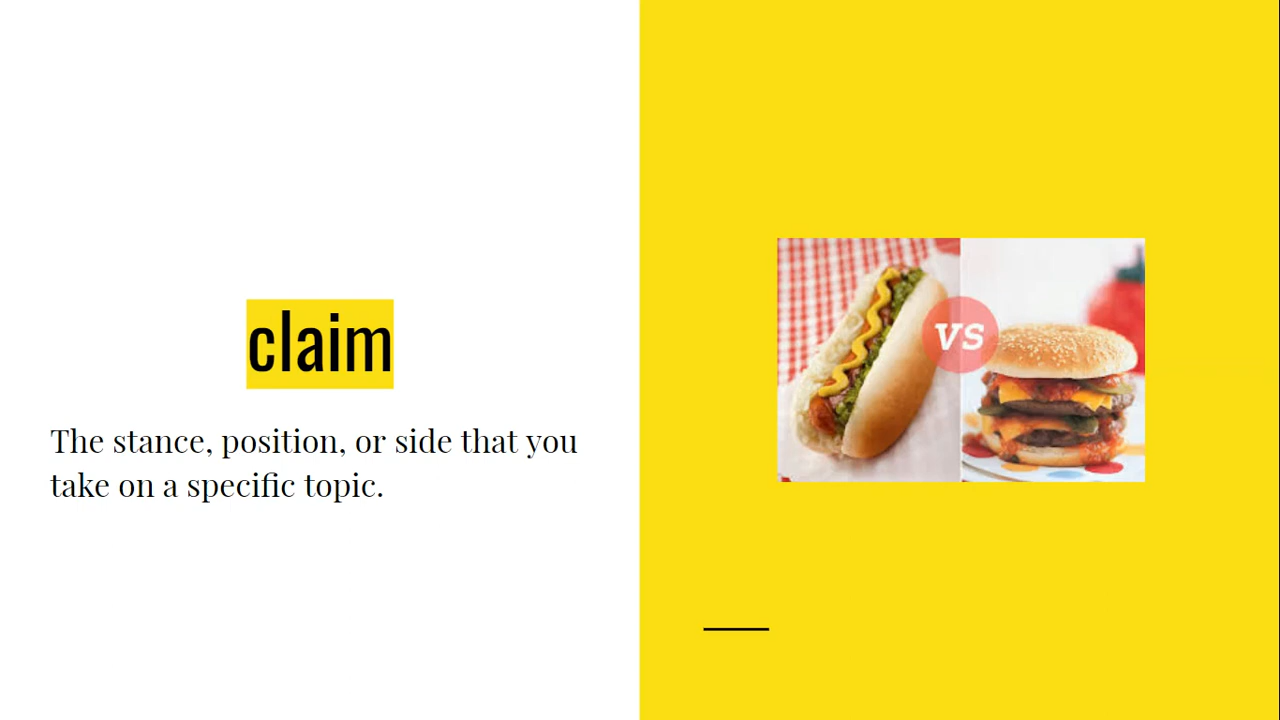 claim
The stance, position, or side that you
take on a specific topic.
VS